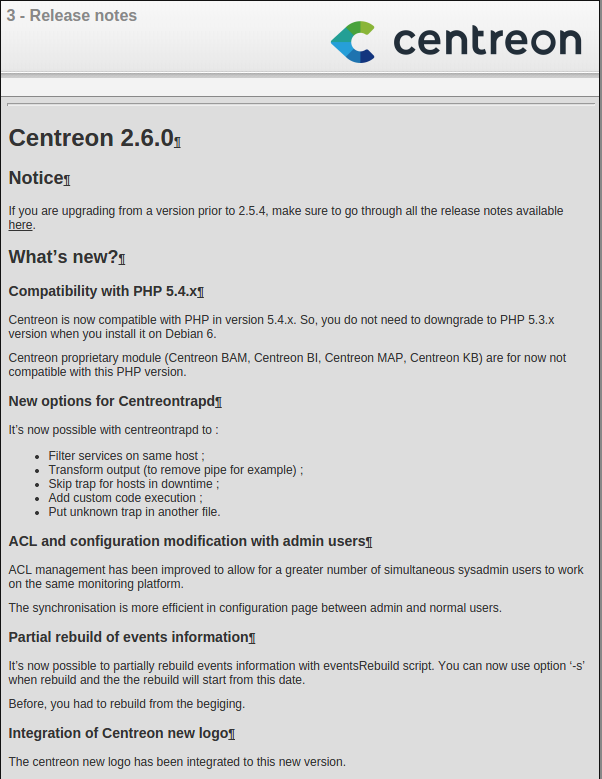 3 - Release notes
centreon
Centreon 2.6.0¶
Notice¶
If you are upgrading from a version prior to 2.5.4, make sure to go through all the release notes available
here.
What’s new?¶
Compatibility with PHP 5.4.x¶
Centreon is now compatible with PHP in version 5.4.x. So, you do not need to downgrade to PHP 5.3.x
version when you install it on Debian 6.
Centreon proprietary module (Centreon BAM, Centreon BI, Centreon MAP, Centreon KB) are for now not
compatible with this PHP version.
New options for Centreontrapd¶
It’s now possible with centreontrapd to :
• Filter services on same host ;
• Transform output (to remove pipe for example) ;
• Skip trap for hosts in downtime ;
• Add custom code execution ;
• Put unknown trap in another file.
ACL and configuration modification with admin users¶
ACL management has been improved to allow for a greater number of simultaneous sysadmin users to work
on the same monitoring platform.
The synchronisation is more efficient in configuration page between admin and normal users.
Partial rebuild of events information¶
It’s now possible to partially rebuild events information with eventsRebuild script. You can now use option ‘-s’
when rebuild and the the rebuild will start from this date.
Before, you had to rebuild from the begiging.
Integration of Centreon new logo¶
The centreon new logo has been integrated to this new version.